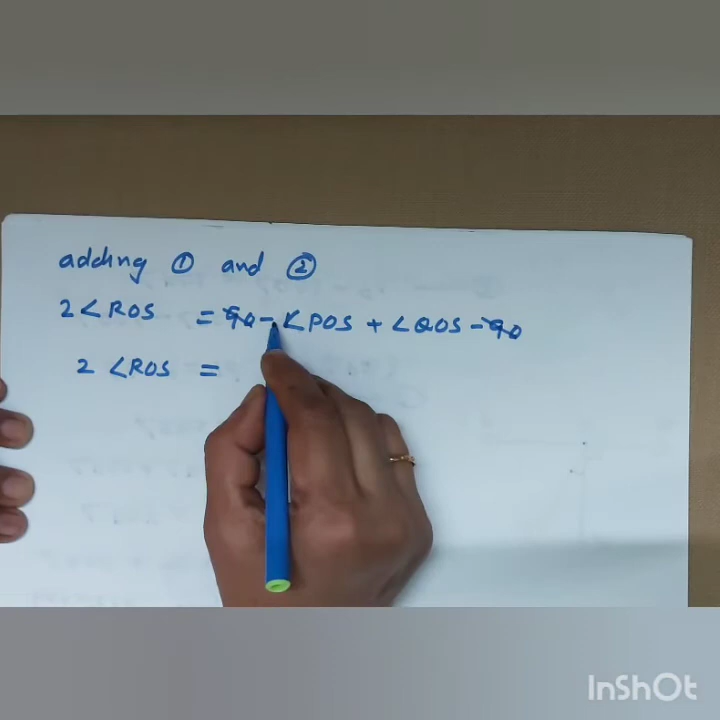 adding ① and ②
2<ROS = 90 - <POS + <QOS - 90
2 <ROS =
InShOt